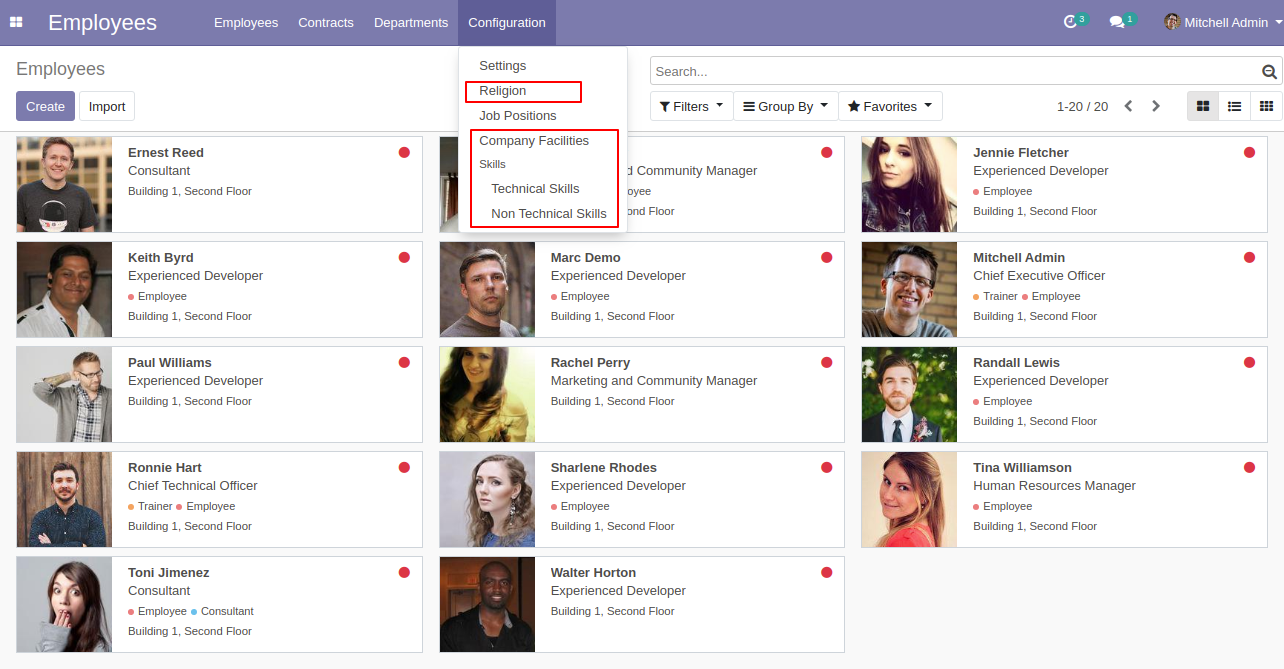 Employees
Employees Contracts Departments Configuration
3 1 Mitchell Admin
Employees
Search...
Create Import
Filters Group By Favorites 1-20 / 20
Settings
Religion
Job Positions
Company Facilities
Skills
Technical Skills
Non Technical Skills
Ernest Reed
Consultant
Building 1, Second Floor
d Community Manager
oyee
nd Floor
Jennie Fletcher
Experienced Developer
Employee
Building 1, Second Floor
Keith Byrd
Experienced Developer
Employee
Building 1, Second Floor
Marc Demo
Experienced Developer
Employee
Building 1, Second Floor
Mitchell Admin
Chief Executive Officer
Trainer Employee
Building 1, Second Floor
Paul Williams
Experienced Developer
Building 1, Second Floor
Rachel Perry
Marketing and Community Manager
Building 1, Second Floor
Randall Lewis
Experienced Developer
Employee
Building 1, Second Floor
Ronnie Hart
Chief Technical Officer
Trainer Employee
Building 1, Second Floor
Sharlene Rhodes
Experienced Developer
Employee
Building 1, Second Floor
Tina Williamson
Human Resources Manager
Employee
Building 1, Second Floor
Toni Jimenez
Consultant
Employee Consultant
Building 1, Second Floor
Walter Horton
Experienced Developer
Building 1, Second Floor